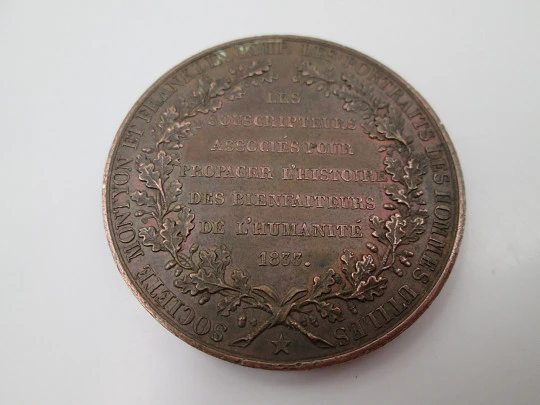 SOCIÉTÉ MONTYON ET FRANKLIN POUR LES PORTRAITS DES HOMMES UTILES
LES
SOUSCRIPTEURS
ASSOCIÉS POUR
PROPAGER L'HISTOIRE
DES BIENFAITEURS
DE L'HUMANITÉ
1833.